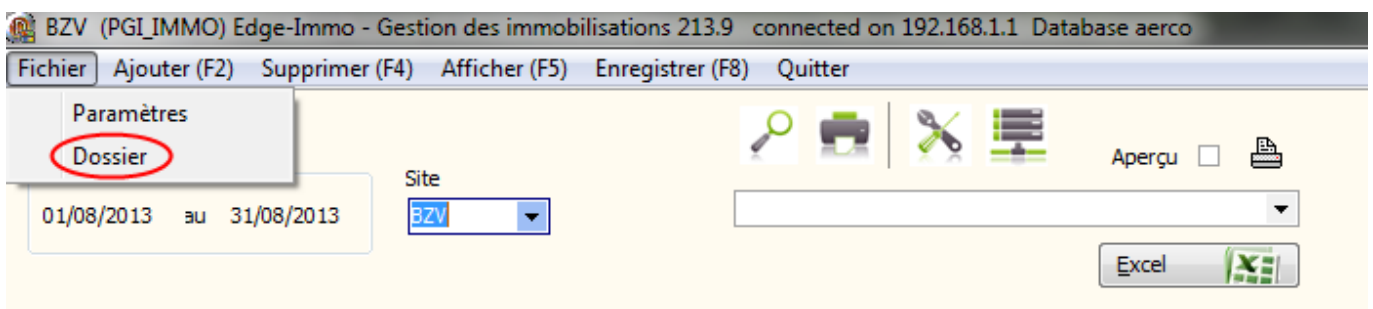 BZV (PGI_IMMO) Edge-Immo - Gestion des immobilisations 213.9 connected on 192.168.1.1 Database aerco
Fichier Ajouter (F2) Supprimer (F4) Afficher (F5) Enregistrer (F8) Quitter
Paramètres
Dossier
Aperçu
Site
01/08/2013 au 31/08/2013
BZV
Excel